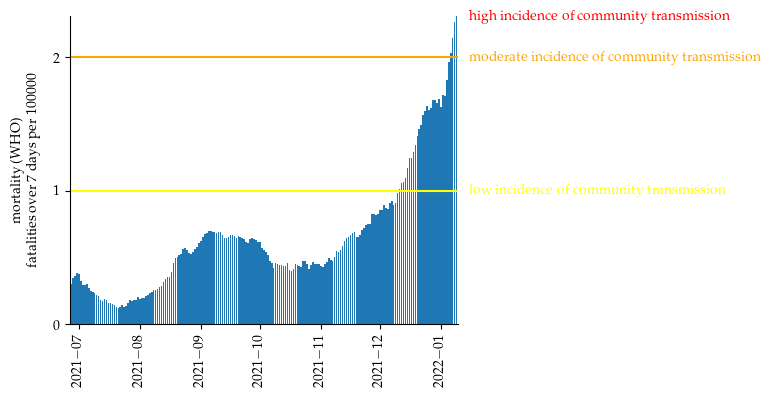 high incidence of community transmission
2
moderate incidence of community transmission
mortality (WHO)
fatalities over 7 days per 100000
1
low incidence of community transmission
0
2021−07
2021−08
2021−09
2021−10
2021−11
2021−12
2022−01